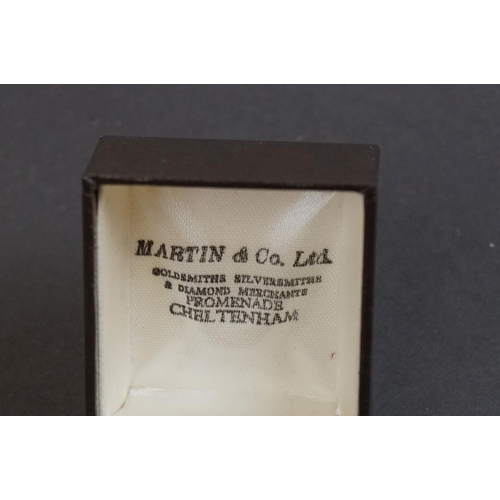 MARTIN & Co. Ltd.
GOLDSMITHS SILVERSMITHS
& DIAMOND MERCHANTS
PROMENADE
CHELTENHAM